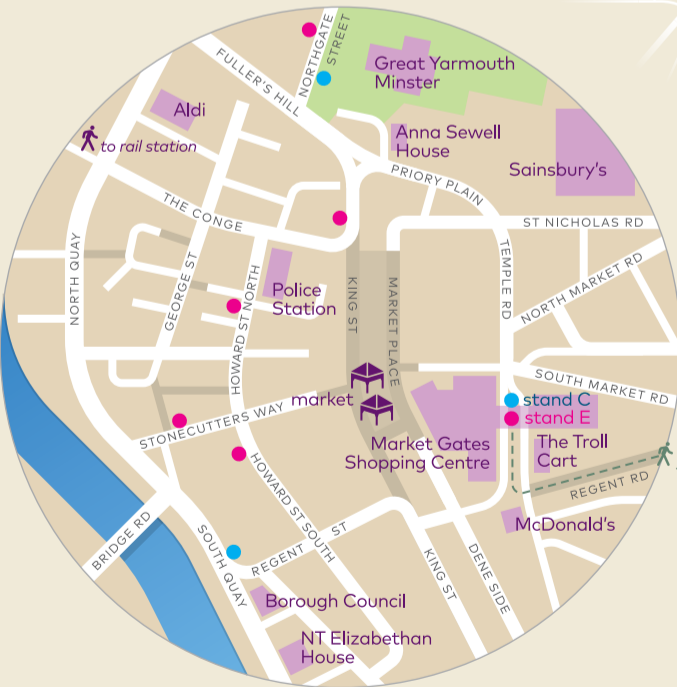 NORTHGATE
STREET
FULLER'S HILL
Great Yarmouth
Minster
Aldi
to rail station
Anna Sewell
House
Sainsbury's
PRIORY PLAIN
THE CONGE
ST NICHOLAS RD
NORTH QUAY
GEORGE ST
HOWARD ST NORTH
Police
Station
KING ST
MARKET PLACE
TEMPLE RD
NORTH MARKET RD
SOUTH MARKET RD
market
stand C
stand E
STONECUTTERS WAY
Market Gates
Shopping Centre
The Troll
Cart
REGENT RD
HOWARD ST SOUTH
McDonald's
BRIDGE RD
SOUTH QUAY
REGENT ST
KING ST
DENE SIDE
Borough Council
NT Elizabethan
House